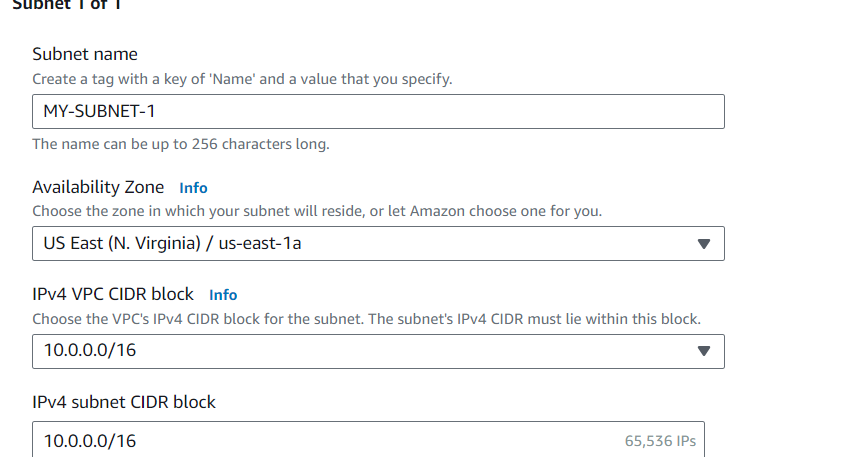 Subnet 1 of 1
Subnet name
Create a tag with a key of 'Name' and a value that you specify.
MY-SUBNET-1
The name can be up to 256 characters long.
Availability Zone Info
Choose the zone in which your subnet will reside, or let Amazon choose one for you.
US East (N. Virginia) / us-east-1a
IPv4 VPC CIDR block Info
Choose the VPC's IPv4 CIDR block for the subnet. The subnet's IPv4 CIDR must lie within this block.
10.0.0.0/16
IPv4 subnet CIDR block
10.0.0.0/16 65,536 IPs